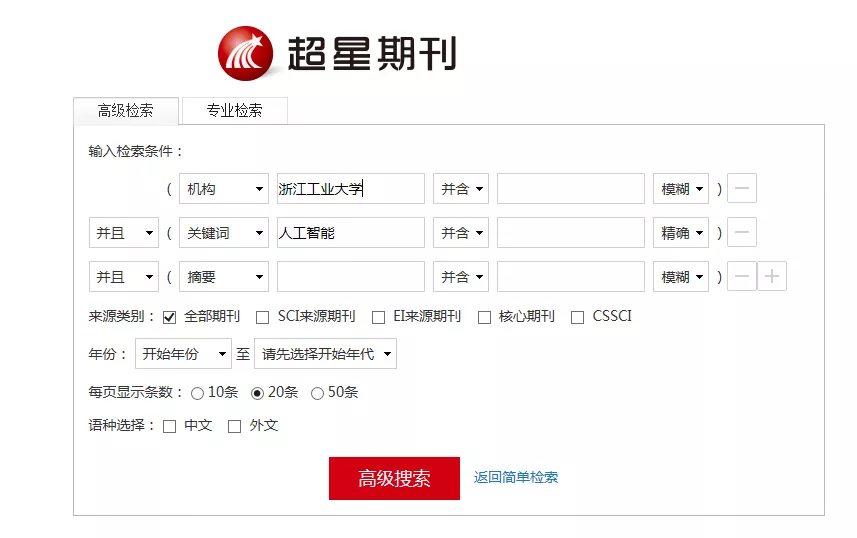 超星期刊
高级检索 专业检索
输入检索条件：
( 机构 浙江工业大学 并含 模糊 )
并且 ( 关键词 人工智能 并含 精确 )
并且 ( 摘要 并含 模糊 )
来源类别： 全部期刊 SCI来源期刊 EI来源期刊 核心期刊 CSSCI
年份： 开始年份 至 请先选择开始年代
每页显示条数： 10条 20条 50条
语种选择： 中文 外文
高级搜索 返回简单检索